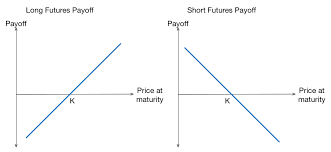 Long Futures Payoff
Payoff
K
Price at
maturity
Short Futures Payoff
Payoff
K
Price at
maturity